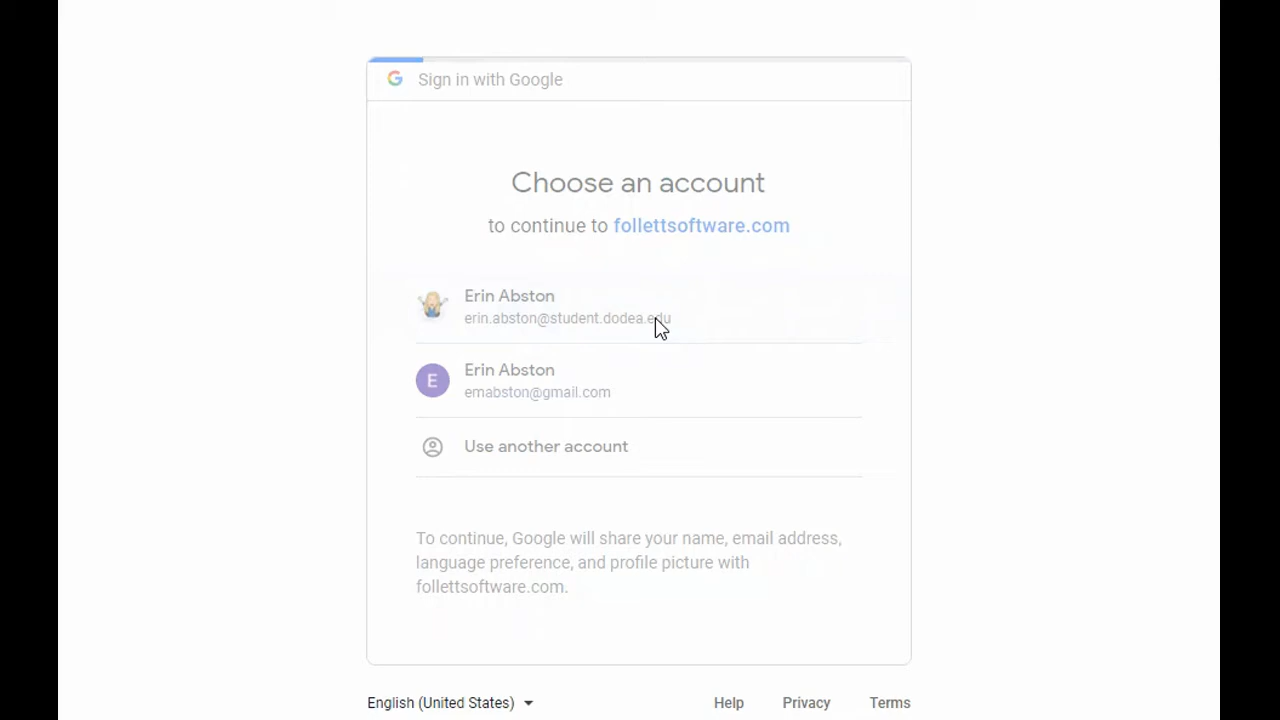 Sign in with Google
Choose an account
to continue to follettsoftware.com
Erin Abston
erin.abston@student.dodea.edu
E
Erin Abston
emabston@gmail.com
Use another account
To continue, Google will share your name, email address,
language preference, and profile picture with
follettsoftware.com.
English (United States)
Help Privacy Terms